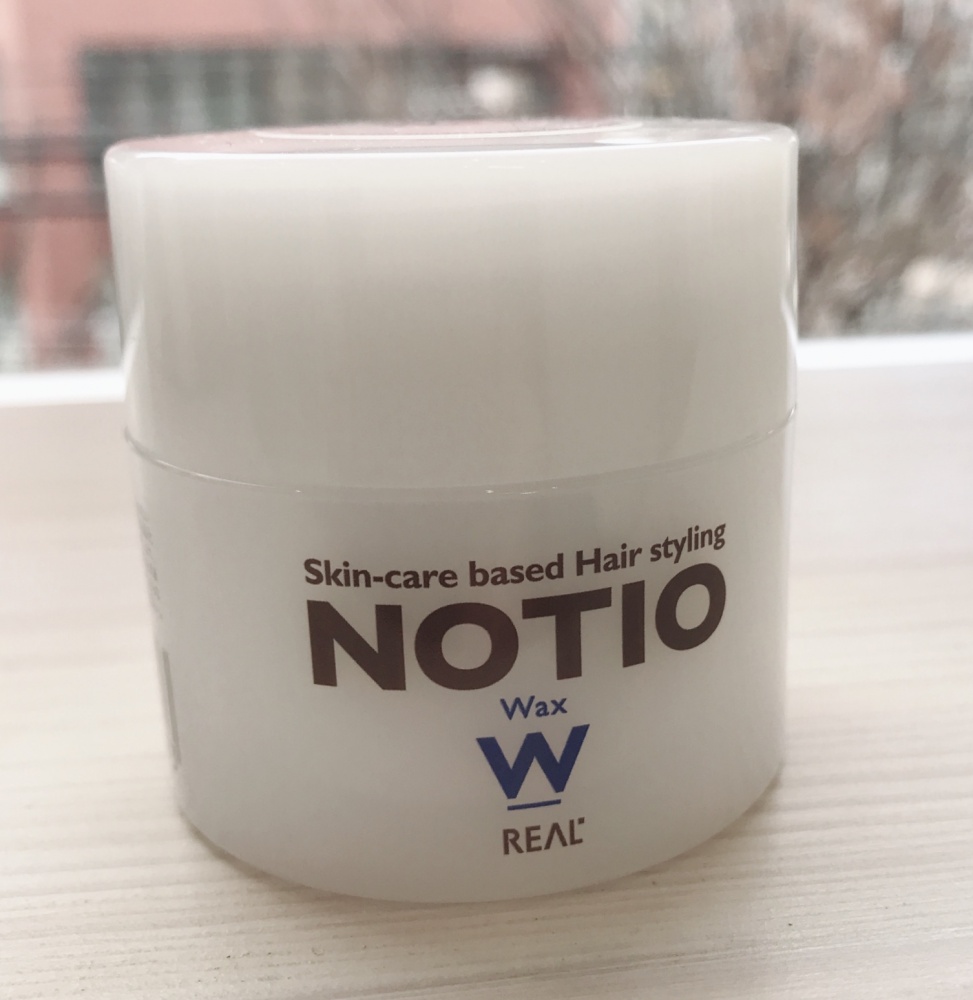 Skin-care based Hair styling
NOTIO
Wax
W
REAL